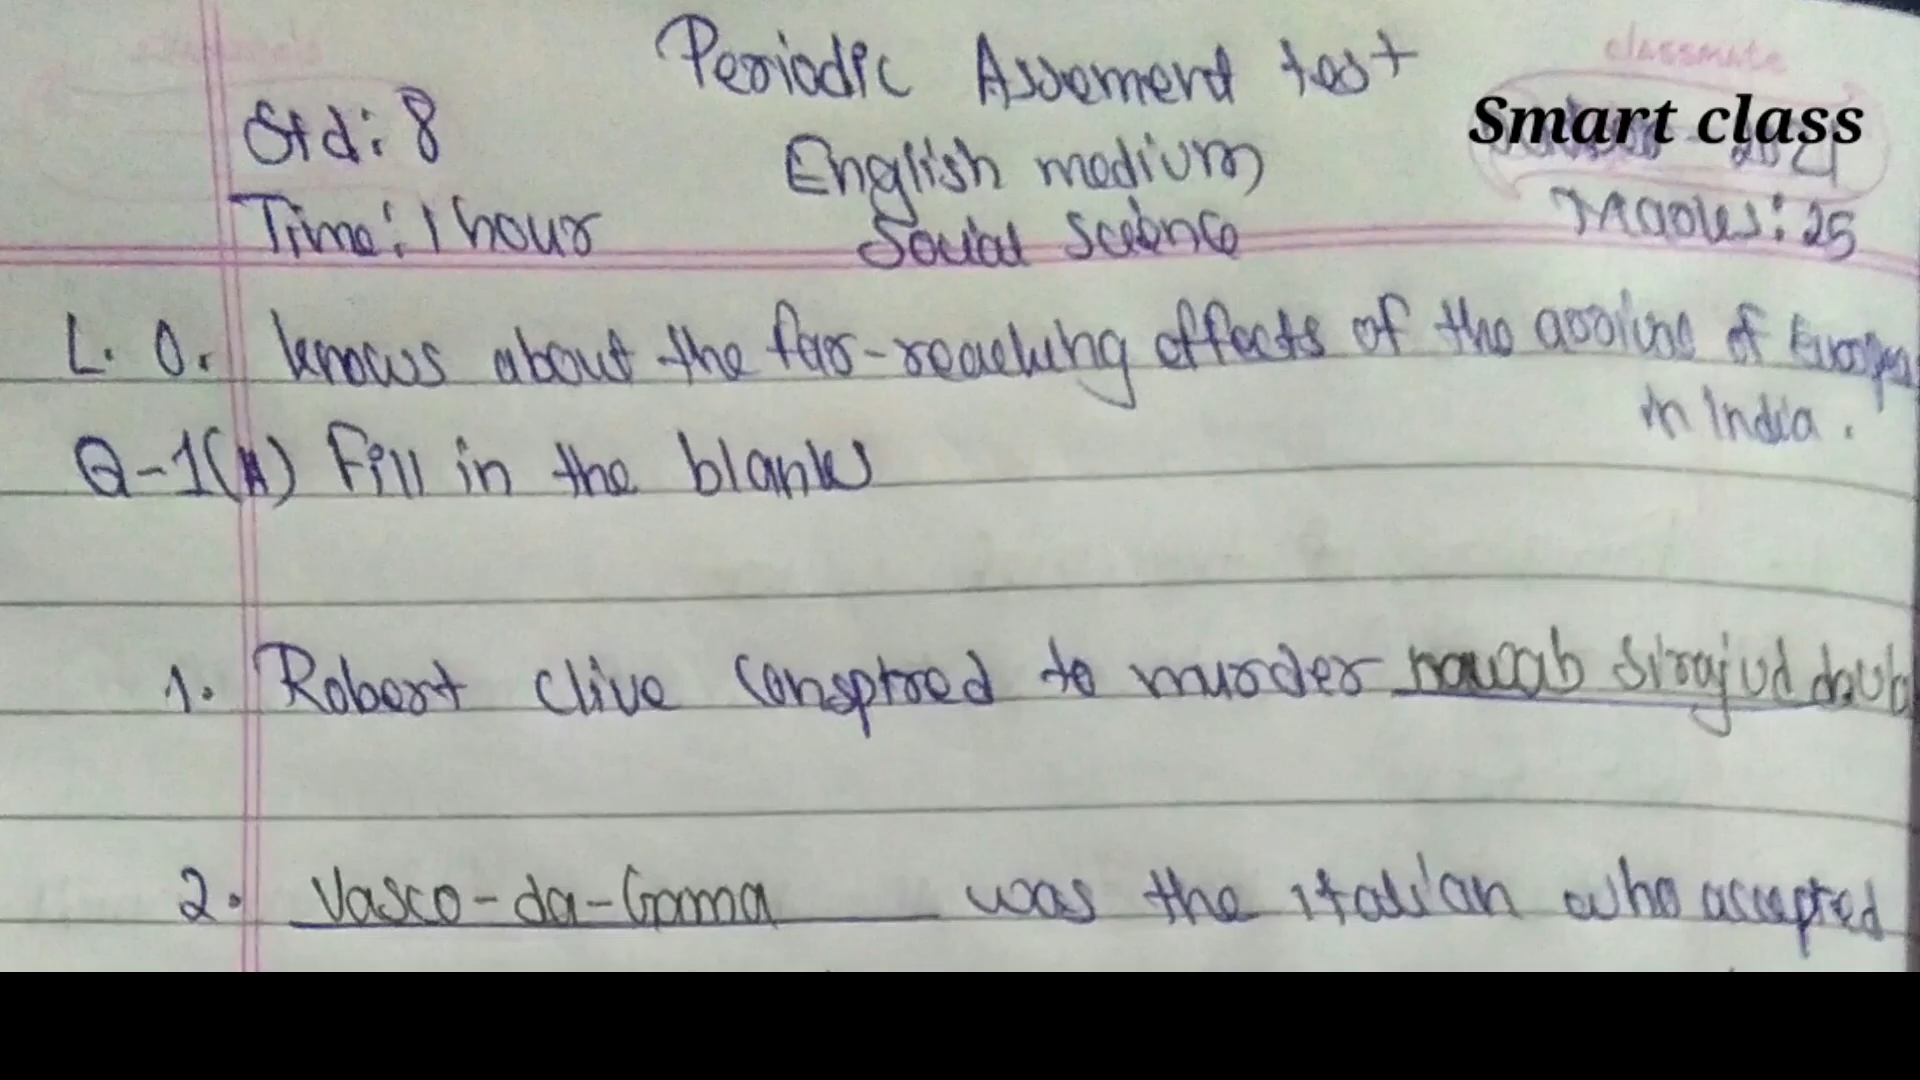 classmate
Periodic Assement test
Smart class
Std: 8
English medium
Time: 1 hour
Social Science
Marks: 25
L. O. knows about the far-reaching effects of the of
in India.
Q-1(A) Fill in the blanks
1. Robert Clive conspired to murder nawab Sirajud
2. Vasco-da-Gama was the italian who accepted